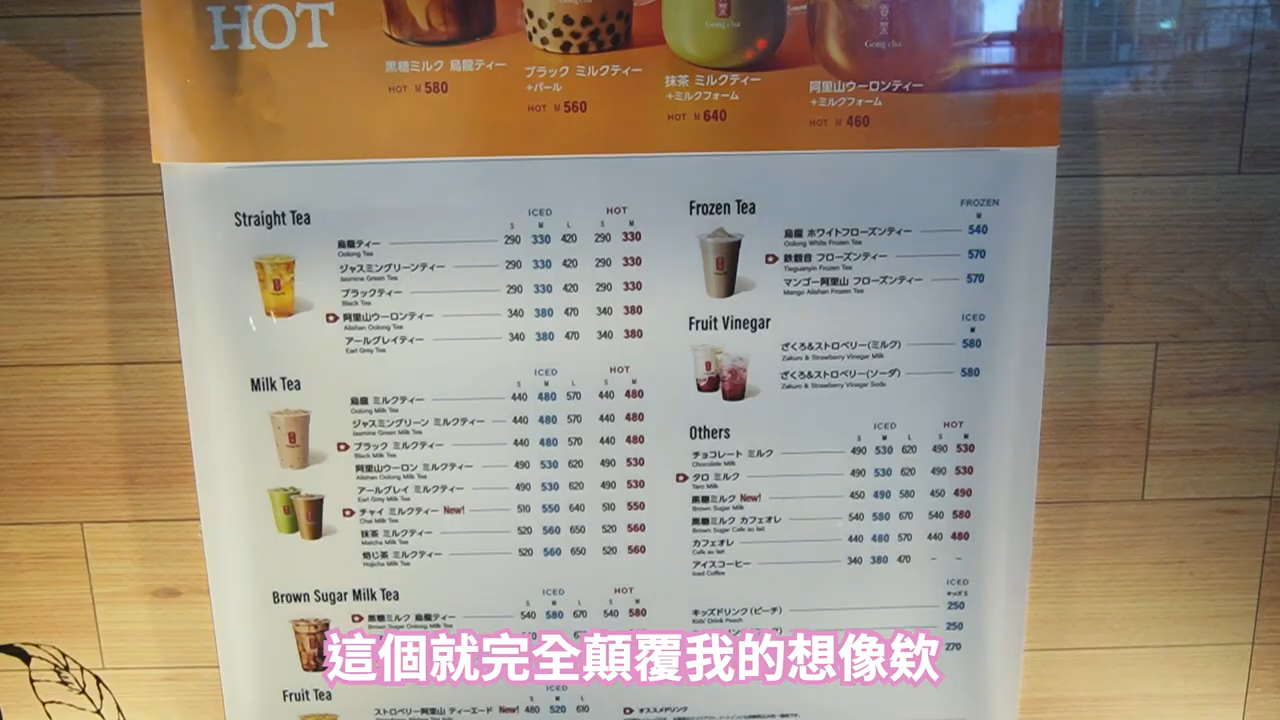 HOT
Gong cha
Gong cha
黒糖ミルク 烏龍ティー
HOT M 580
ブラック ミルクティー
+パール
HOT M 560
抹茶 ミルクティー
+ミルクフォーム
HOT M 640
阿里山ウーロンティー
+ミルクフォーム
HOT M 460
Straight Tea
ICED HOT
S M L S M
烏龍ティー 290 330 420 290 330
Oolong Tea
ジャスミングリーンティー 290 330 420 290 330
Jasmine Green Tea
ブラックティー 290 330 420 290 330
Black Tea
阿里山ウーロンティー 340 380 470 340 380
Alishan Oolong Tea
アールグレイティー 340 380 470 340 380
Earl Grey Tea
Milk Tea
ICED HOT
S M L S M
烏龍 ミルクティー 440 480 570 440 480
Oolong Milk Tea
ジャスミングリーン ミルクティー 440 480 570 440 480
Jasmine Green Milk Tea
ブラック ミルクティー 440 480 570 440 480
Black Milk Tea
阿里山ウーロン ミルクティー 490 530 620 490 530
Alishan Oolong Milk Tea
アールグレイ ミルクティー 490 530 620 490 530
Earl Grey Milk Tea
チャイ ミルクティー New! 510 550 640 510 550
Chai Milk Tea
抹茶 ミルクティー 520 560 650 520 560
Matcha Milk Tea
焙じ茶 ミルクティー 520 560 650 520 560
Hojicha Milk Tea
Brown Sugar Milk Tea
ICED HOT
S M L S M
黒糖ミルク 烏龍ティー 540 580 670 540 580
Brown Sugar Oolong Milk Tea
Fruit Tea
ICED
S M L
ストロベリー阿里山 ティーエード New! 480 520 610
Frozen Tea
FROZEN
M
烏龍 ホワイトフローズンティー 540
Oolong White Frozen Tea
鉄観音 フローズンティー 570
Tieguanyin Frozen Tea
マンゴー阿里山 フローズンティー 570
Mango Alishan Frozen Tea
Fruit Vinegar
ICED
M
ざくろ&ストロベリー(ミルク) 580
Zakuro & Strawberry Vinegar Milk
ざくろ&ストロベリー(ソーダ) 580
Zakuro & Strawberry Vinegar Soda
Others
ICED HOT
S M L S M
チョコレート ミルク 490 530 620 490 530
Chocolate Milk
タロ ミルク 490 530 620 490 530
Taro Milk
黒糖ミルク New! 450 490 580 450 490
Brown Sugar Milk
黒糖ミルク カフェオレ 540 580 670 540 580
Brown Sugar Cafe au lait
カフェオレ 440 480 570 440 480
Cafe au lait
アイスコーヒー 340 380 470 – –
Iced Coffee
ICED
キッズ S
キッズドリンク(ピーチ) 250
Kids' Drink Peach
250
270
オススメドリンク
這個就完全顛覆我的想像欸